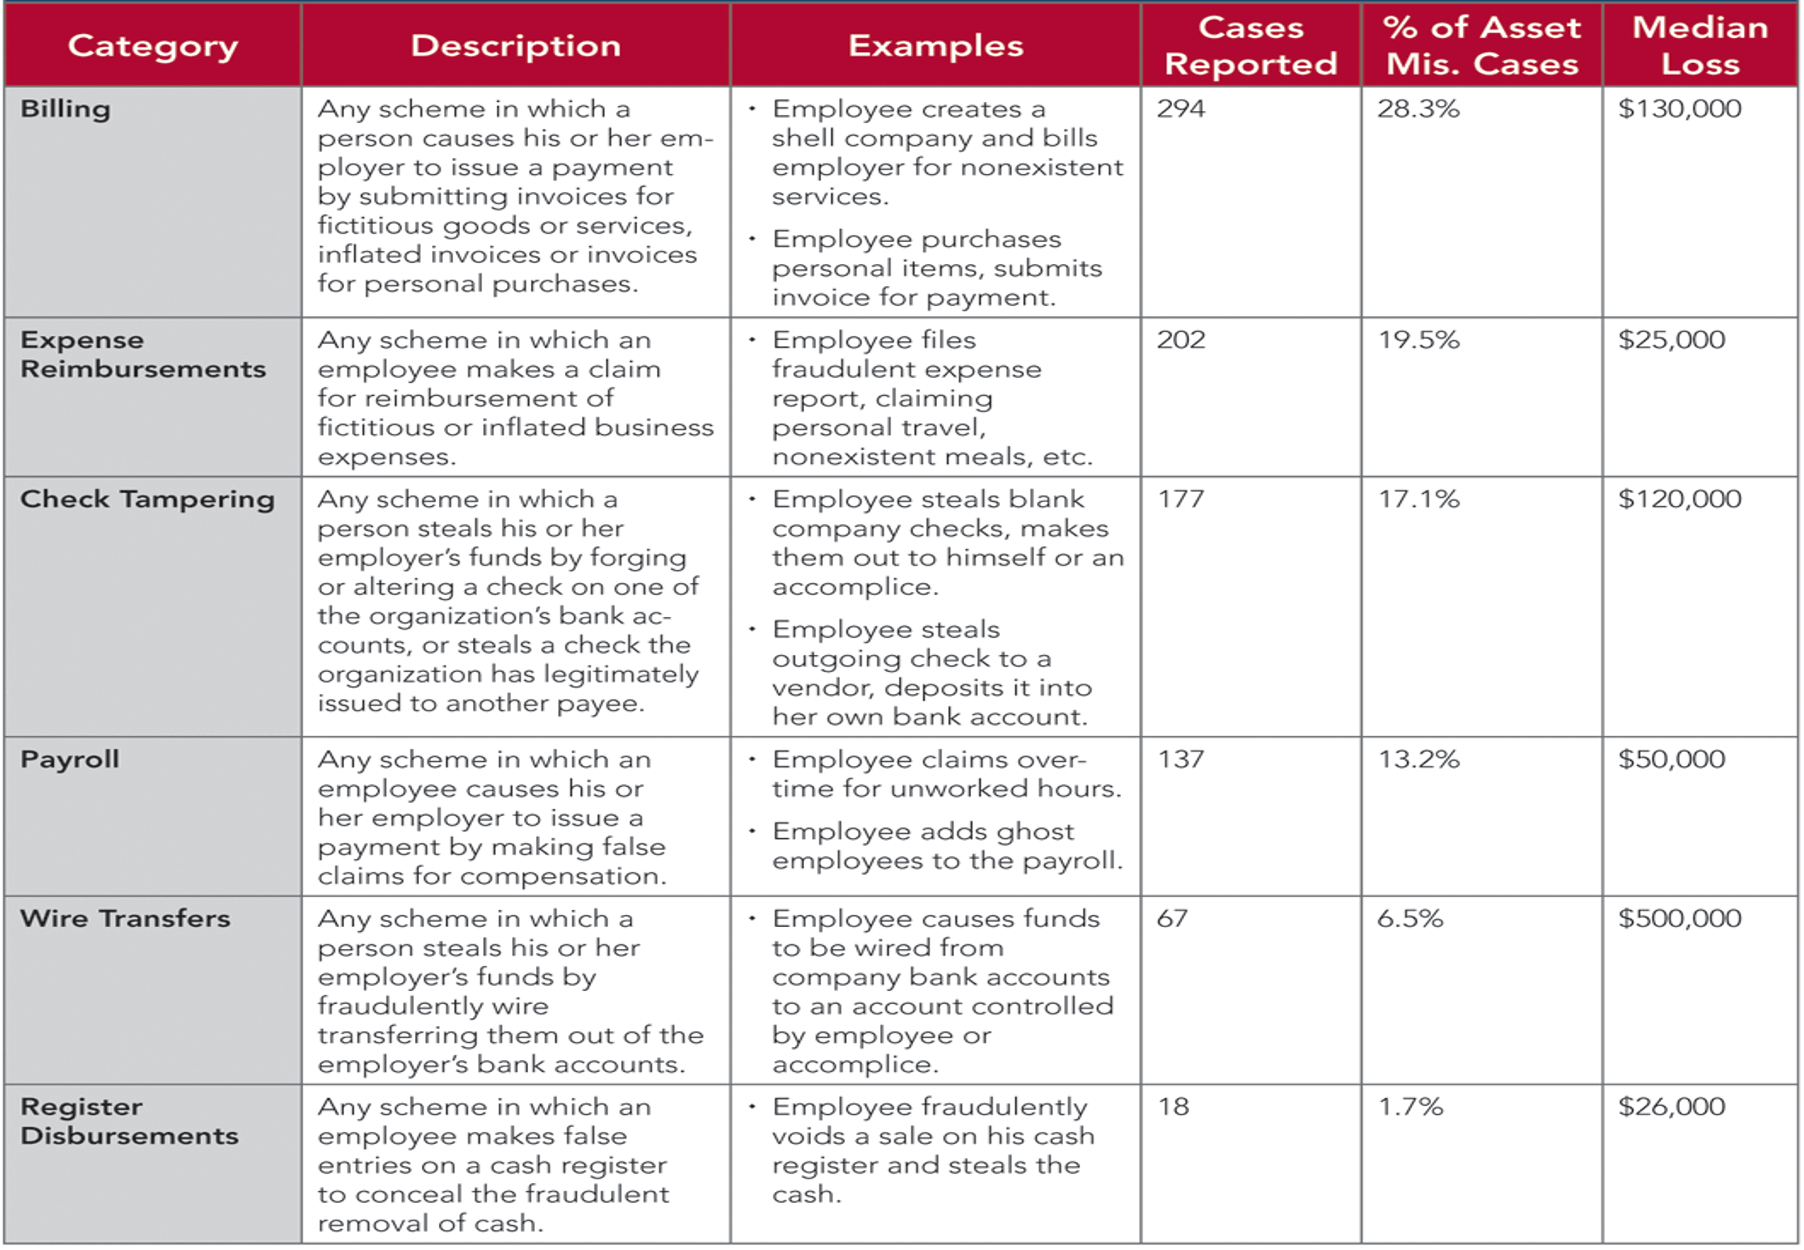 Category
Description
Examples
Cases
Reported
% of Asset
Mis. Cases
Median
Loss
Billing
Any scheme in which a
person causes his or her em-
ployer to issue a payment
by submitting invoices for
fictitious goods or services,
inflated invoices or invoices
for personal purchases.
• Employee creates a
shell company and bills
employer for nonexistent
services.
• Employee purchases
personal items, submits
invoice for payment.
294
28.3%
$130,000
Expense
Reimbursements
Any scheme in which an
employee makes a claim
for reimbursement of
fictitious or inflated business
expenses.
• Employee files
fraudulent expense
report, claiming
personal travel,
nonexistent meals, etc.
202
19.5%
$25,000
Check Tampering
Any scheme in which a
person steals his or her
employer’s funds by forging
or altering a check on one of
the organization’s bank ac-
counts, or steals a check the
organization has legitimately
issued to another payee.
• Employee steals blank
company checks, makes
them out to himself or an
accomplice.
• Employee steals
outgoing check to a
vendor, deposits it into
her own bank account.
177
17.1%
$120,000
Payroll
Any scheme in which an
employee causes his or
her employer to issue a
payment by making false
claims for compensation.
• Employee claims over-
time for unworked hours.
• Employee adds ghost
employees to the payroll.
137
13.2%
$50,000
Wire Transfers
Any scheme in which a
person steals his or her
employer’s funds by
fraudulently wire
transferring them out of the
employer’s bank accounts.
• Employee causes funds
to be wired from
company bank accounts
to an account controlled
by employee or
accomplice.
67
6.5%
$500,000
Register
Disbursements
Any scheme in which an
employee makes false
entries on a cash register
to conceal the fraudulent
removal of cash.
• Employee fraudulently
voids a sale on his cash
register and steals the
cash.
18
1.7%
$26,000